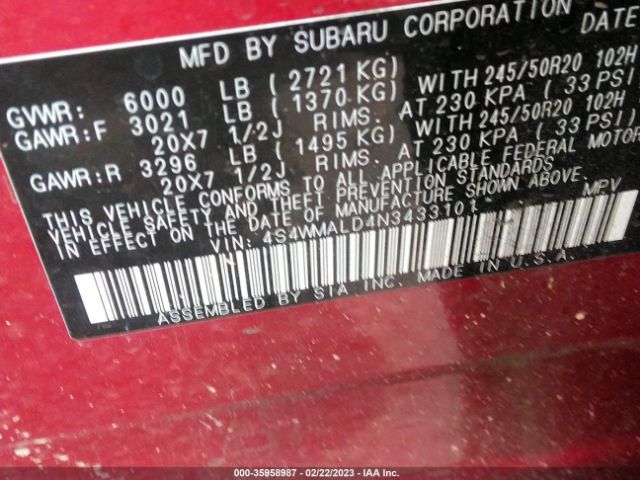 MFD BY SUBARU CORPORATION DATE
GVWR: 6000 LB ( 2721 KG)
GAWR:F 3021 LB ( 1370 KG) WITH 245/50R20 102H
20X7 1/2J RIMS. AT 230 KPA ( 33 PSI
GAWR:R 3296 LB ( 1495 KG) WITH 245/50R20 102H
20X7 1/2J RIMS. AT 230 KPA ( 33 PSI)
THIS VEHICLE CONFORMS TO ALL APPLICABLE FEDERAL MOTOR
VEHICLE SAFETY AND THEFT PREVENTION STANDARDS
IN EFFECT ON THE DATE OF MANUFACTURE SHOWN ABOVE.
VIN: 4S4WMALD4N3433101 MPV
ASSEMBLED BY SIA INC. MADE IN U.S.A.
000-35958987 - 02/22/2023 - IAA Inc.